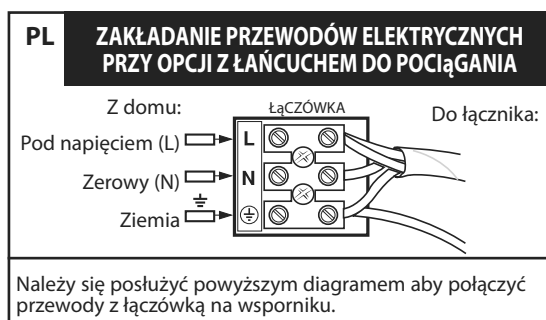 PL
ZAKŁADANIE PRZEWODÓW ELEKTRYCZNYCH
PRZY OPCJI Z ŁAŃCUCHEM DO POCIąGANIA
Z domu:
ŁąCZÓWKA
Do łącznika:
Pod napięciem (L)
L
Zerowy (N)
N
Ziemia
Należy się posłużyć powyższym diagramem aby połączyć
przewody z łączówką na wsporniku.